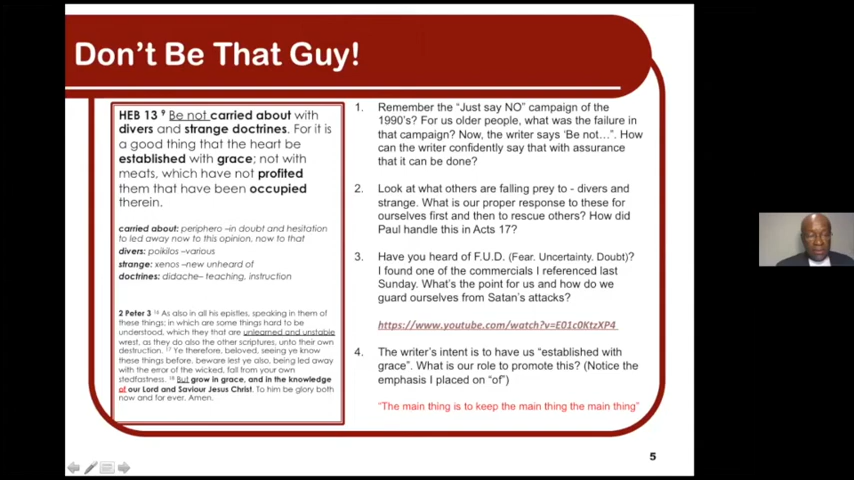 Don't Be That Guy!
HEB 13 9 Be not carried about with
divers and strange doctrines. For it is
a good thing that the heart be
established with grace; not with
meats, which have not profited
them that have been occupied
therein.
carried about: periphero –in doubt and hesitation
to led away now to this opinion, now to that
divers: poikilos –various
strange: xenos –new unheard of
doctrines: didache– teaching, instruction
2 Peter 3 16 As also in all his epistles, speaking in them of
these things; in which are some things hard to be
understood, which they that are unlearned and unstable
wrest, as they do also the other scriptures, unto their own
destruction. 17 Ye therefore, beloved, seeing ye know
these things before, beware lest ye also, being led away
with the error of the wicked, fall from your own
stedfastness. 18 But grow in grace, and in the knowledge
of our Lord and Saviour Jesus Christ. To him be glory both
now and for ever. Amen.
1. Remember the "Just say NO" campaign of the
1990's? For us older people, what was the failure in
that campaign? Now, the writer says 'Be not…". How
can the writer confidently say that with assurance
that it can be done?
2. Look at what others are falling prey to - divers and
strange. What is our proper response to these for
ourselves first and then to rescue others? How did
Paul handle this in Acts 17?
3. Have you heard of F.U.D. (Fear. Uncertainty. Doubt)?
I found one of the commercials I referenced last
Sunday. What's the point for us and how do we
guard ourselves from Satan's attacks?
https://www.youtube.com/watch?v=E01c0KtzXP4
4. The writer's intent is to have us "established with
grace". What is our role to promote this? (Notice the
emphasis I placed on "of")
"The main thing is to keep the main thing the main thing"
5